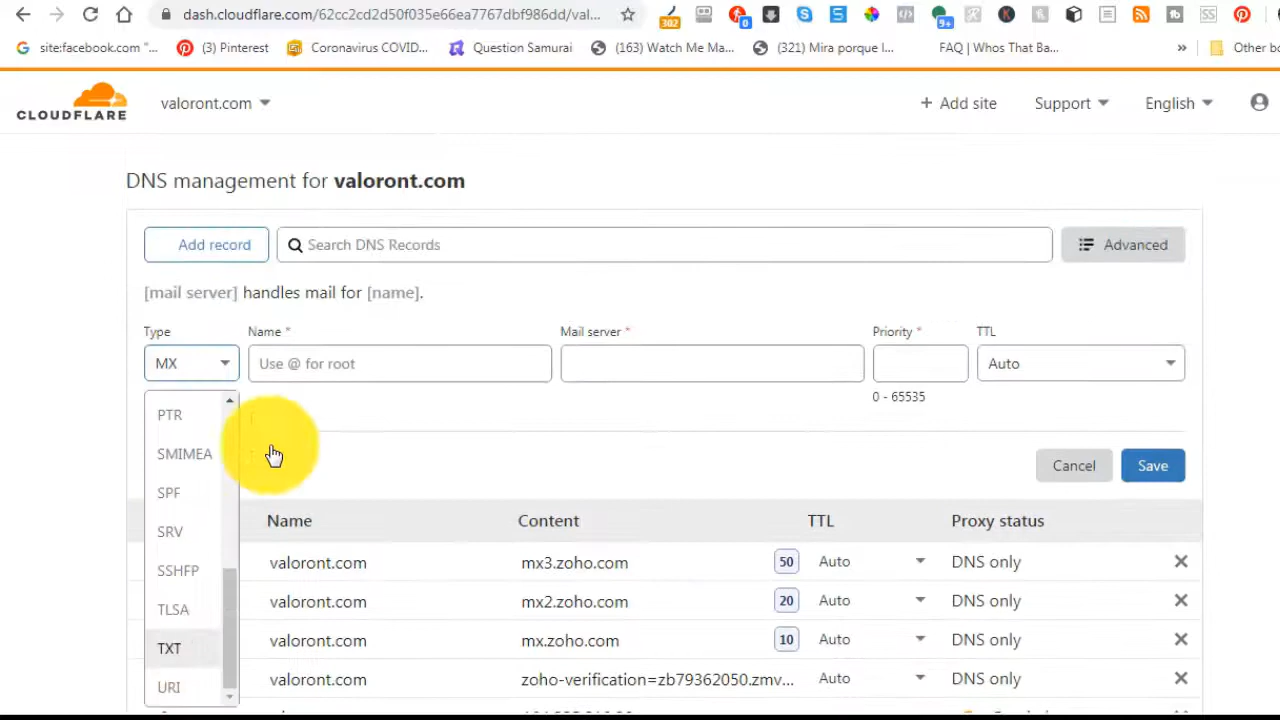 dash.cloudflare.com/62cc2cd2d50f035e66ea7767dbf986dd/val...
302
0
9+
site:facebook.com "...
(3) Pinterest
Coronavirus COVID...
Question Samurai
(163) Watch Me Ma...
(321) Mira porque l...
FAQ | Whos That Ba...
»
Other bo
CLOUDFLARE
valoront.com
+ Add site
Support
English
DNS management for valoront.com
Add record
Search DNS Records
Advanced
[mail server] handles mail for [name].
Type
Name *
Mail server *
Priority *
TTL
MX
Use @ for root
Auto
0 - 65535
PTR
SMIMEA
SPF
SRV
SSHFP
TLSA
TXT
URI
Cancel
Save
Name
Content
TTL
Proxy status
valoront.com
mx3.zoho.com
50
Auto
DNS only
valoront.com
mx2.zoho.com
20
Auto
DNS only
valoront.com
mx.zoho.com
10
Auto
DNS only
valoront.com
zoho-verification=zb79362050.zmv...
Auto
DNS only